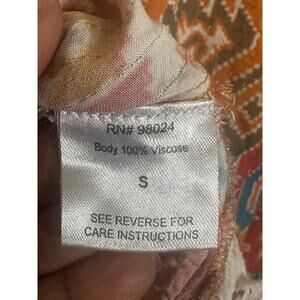 RN# 98024
Body 100% Viscose
S
SEE REVERSE FOR
CARE INSTRUCTIONS